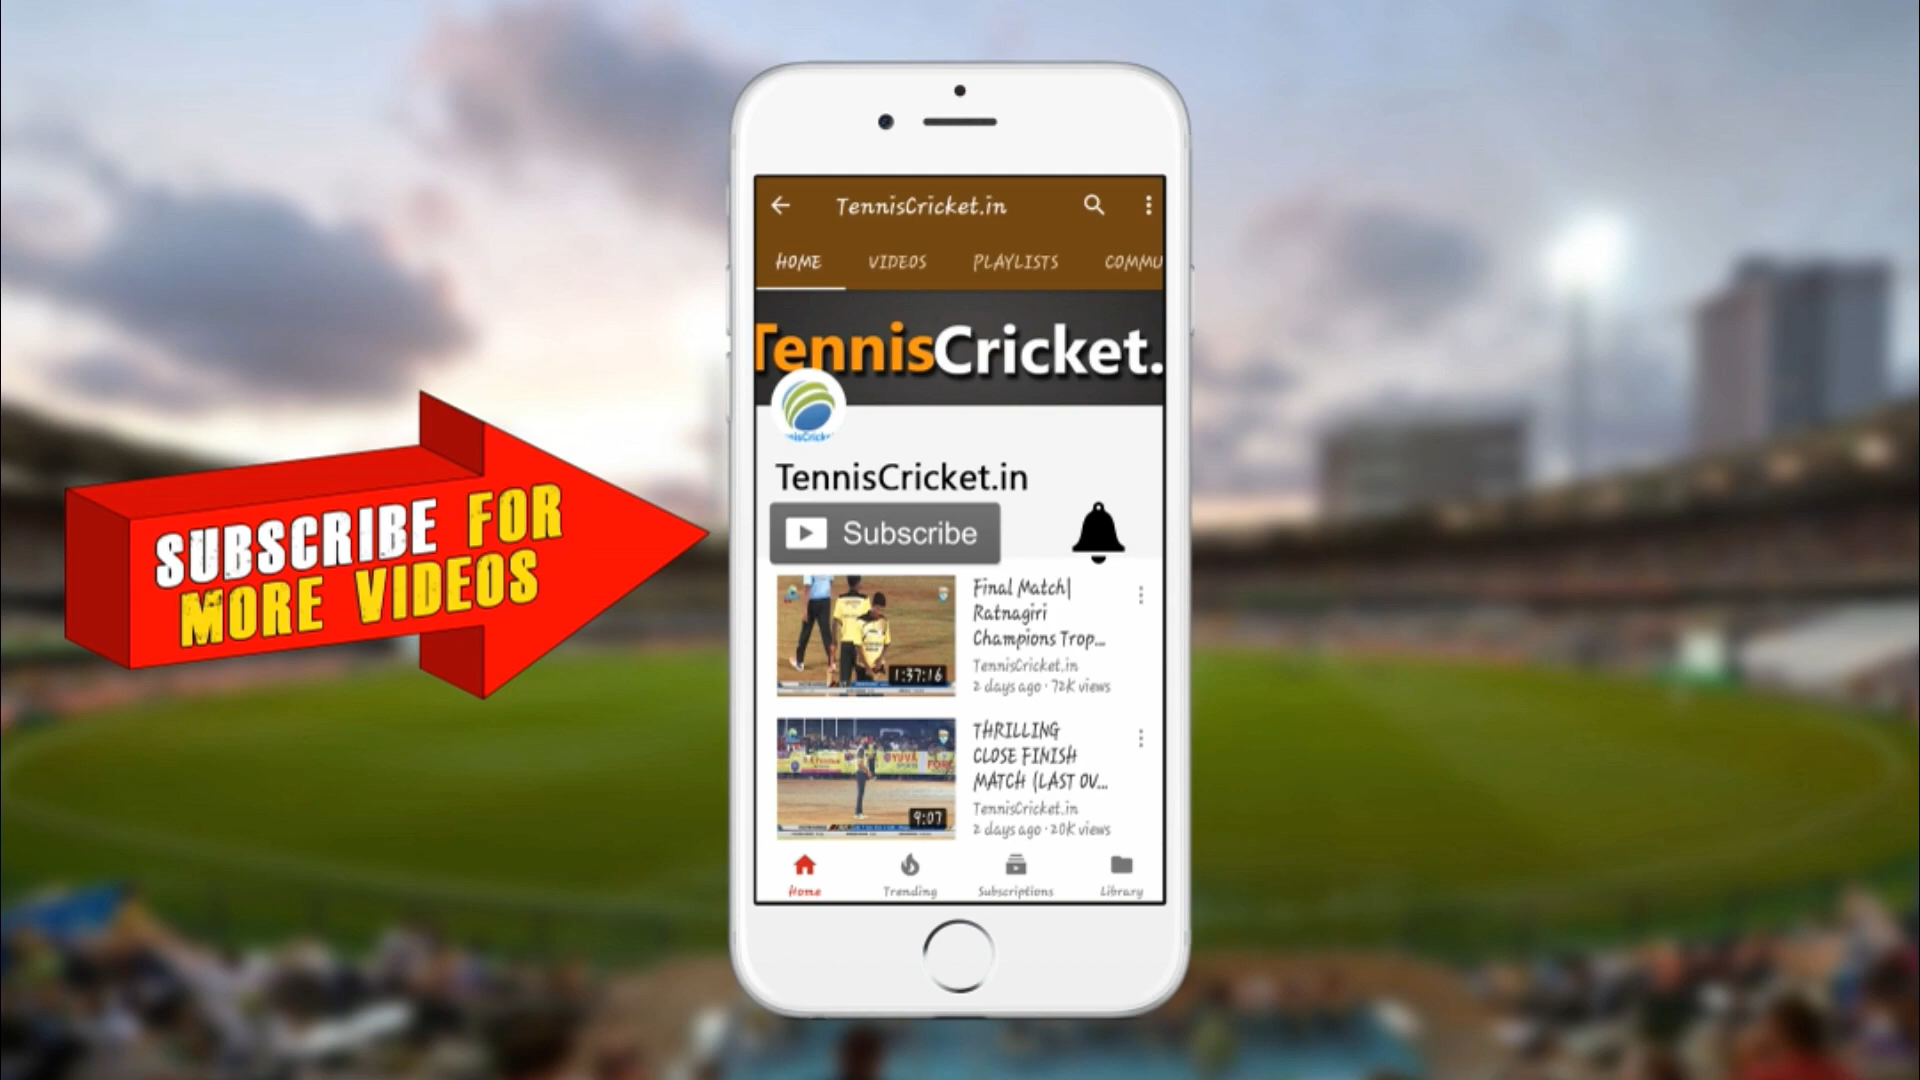 SUBSCRIBE FOR
MORE VIDEOS
TennisCricket.in
HOME VIDEOS PLAYLISTS COMMU
TennisCricket.
TennisCricket.in
Subscribe
Final Match|
Ratnagiri
Champions Trop...
TennisCricket.in
2 days ago · 72K views
1:37:16
THRILLING
CLOSE FINISH
MATCH (LAST OV...
TennisCricket.in
2 days ago · 20K views
9:07
Home Trending Subscriptions Library